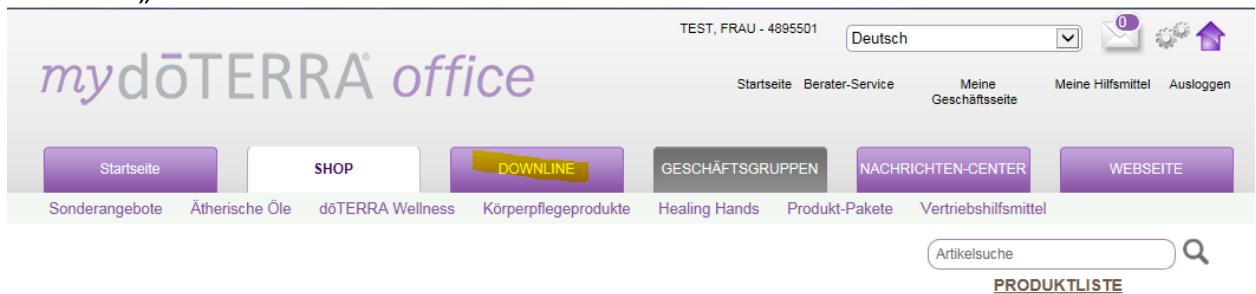 „
TEST, FRAU - 4895501
Deutsch
0
mydōTERRA® office
Startseite Berater-Service Meine Geschäftsseite Meine Hilfsmittel Ausloggen
Startseite SHOP DOWNLINE GESCHÄFTSGRUPPEN NACHRICHTEN-CENTER WEBSEITE
Sonderangebote Ätherische Öle dōTERRA Wellness Körperpflegeprodukte Healing Hands Produkt-Pakete Vertriebshilfsmittel
Artikelsuche
PRODUKTLISTE